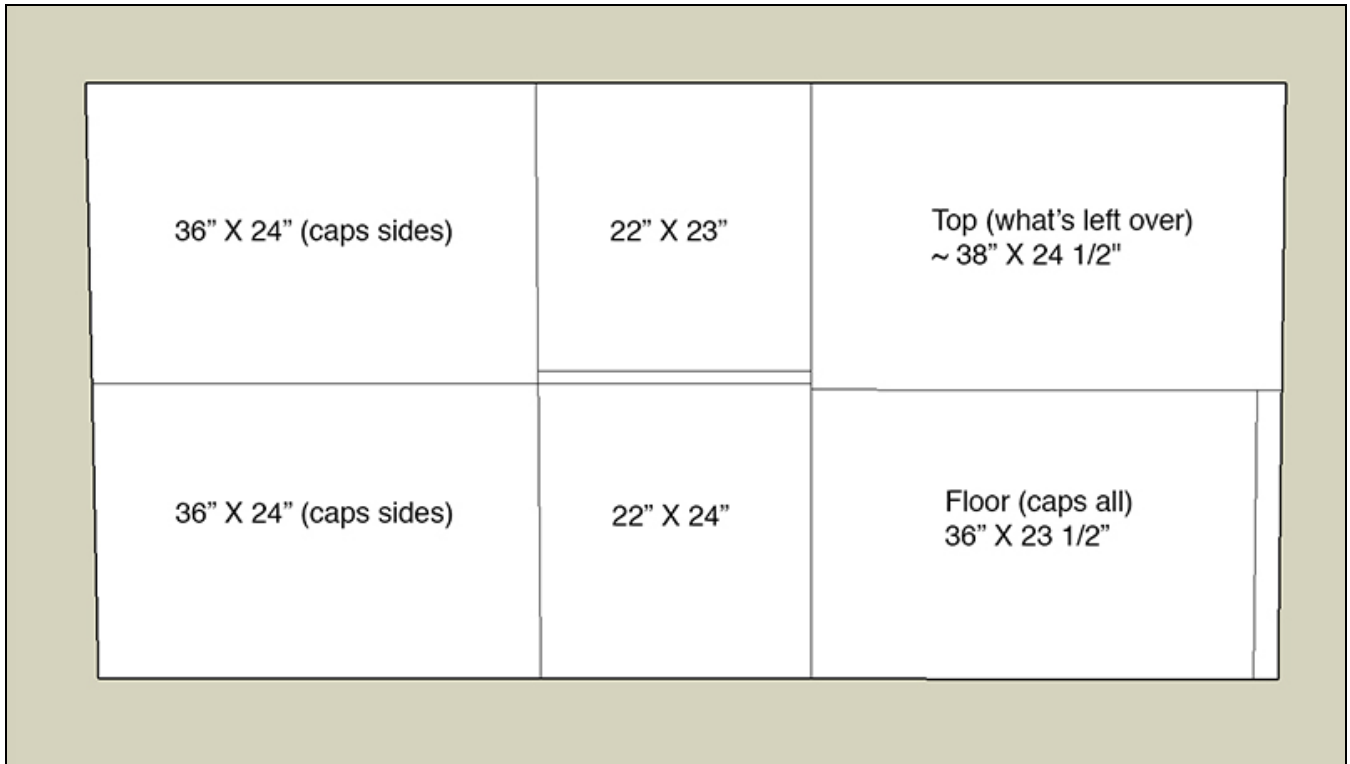 36” X 24” (caps sides)
22” X 23”
Top (what’s left over)
~ 38” X 24 1/2"
36” X 24” (caps sides)
22” X 24”
Floor (caps all)
36” X 23 1/2”